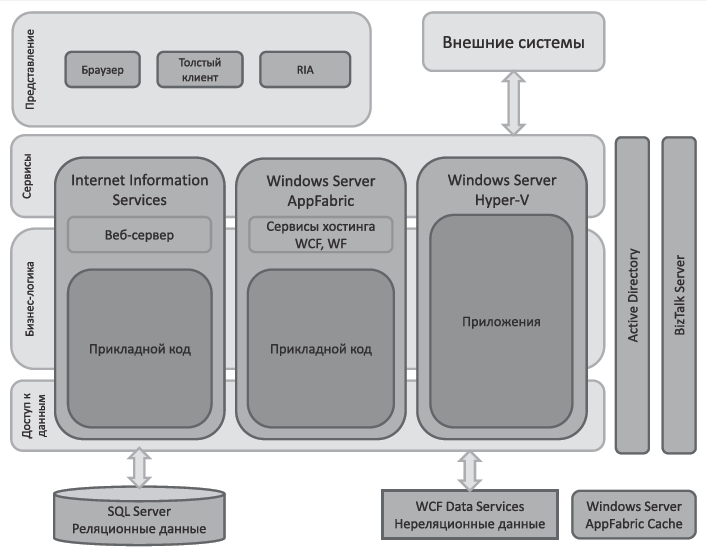 Представление
Браузер
Толстый
клиент
RIA
Внешние системы
Сервисы
Internet Information
Services
Веб-сервер
Прикладной код
Windows Server
AppFabric
Сервисы хостинга
WCF, WF
Прикладной код
Windows Server
Hyper-V
Приложения
Бизнес-логика
Доступ к
данным
Active Directory
BizTalk Server
SQL Server
Реляционные данные
WCF Data Services
Нереляционные данные
Windows Server
AppFabric Cache